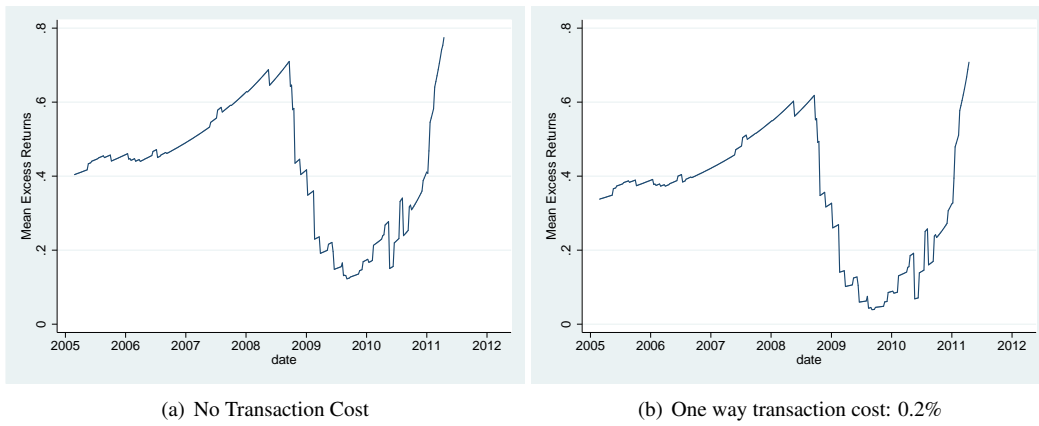 Mean Excess Returns
.8
.6
.4
.2
0
2005 2006 2007 2008 2009 2010 2011 2012
date
(a) No Transaction Cost
Mean Excess Returns
.8
.6
.4
.2
0
2005 2006 2007 2008 2009 2010 2011 2012
date
(b) One way transaction cost: 0.2%